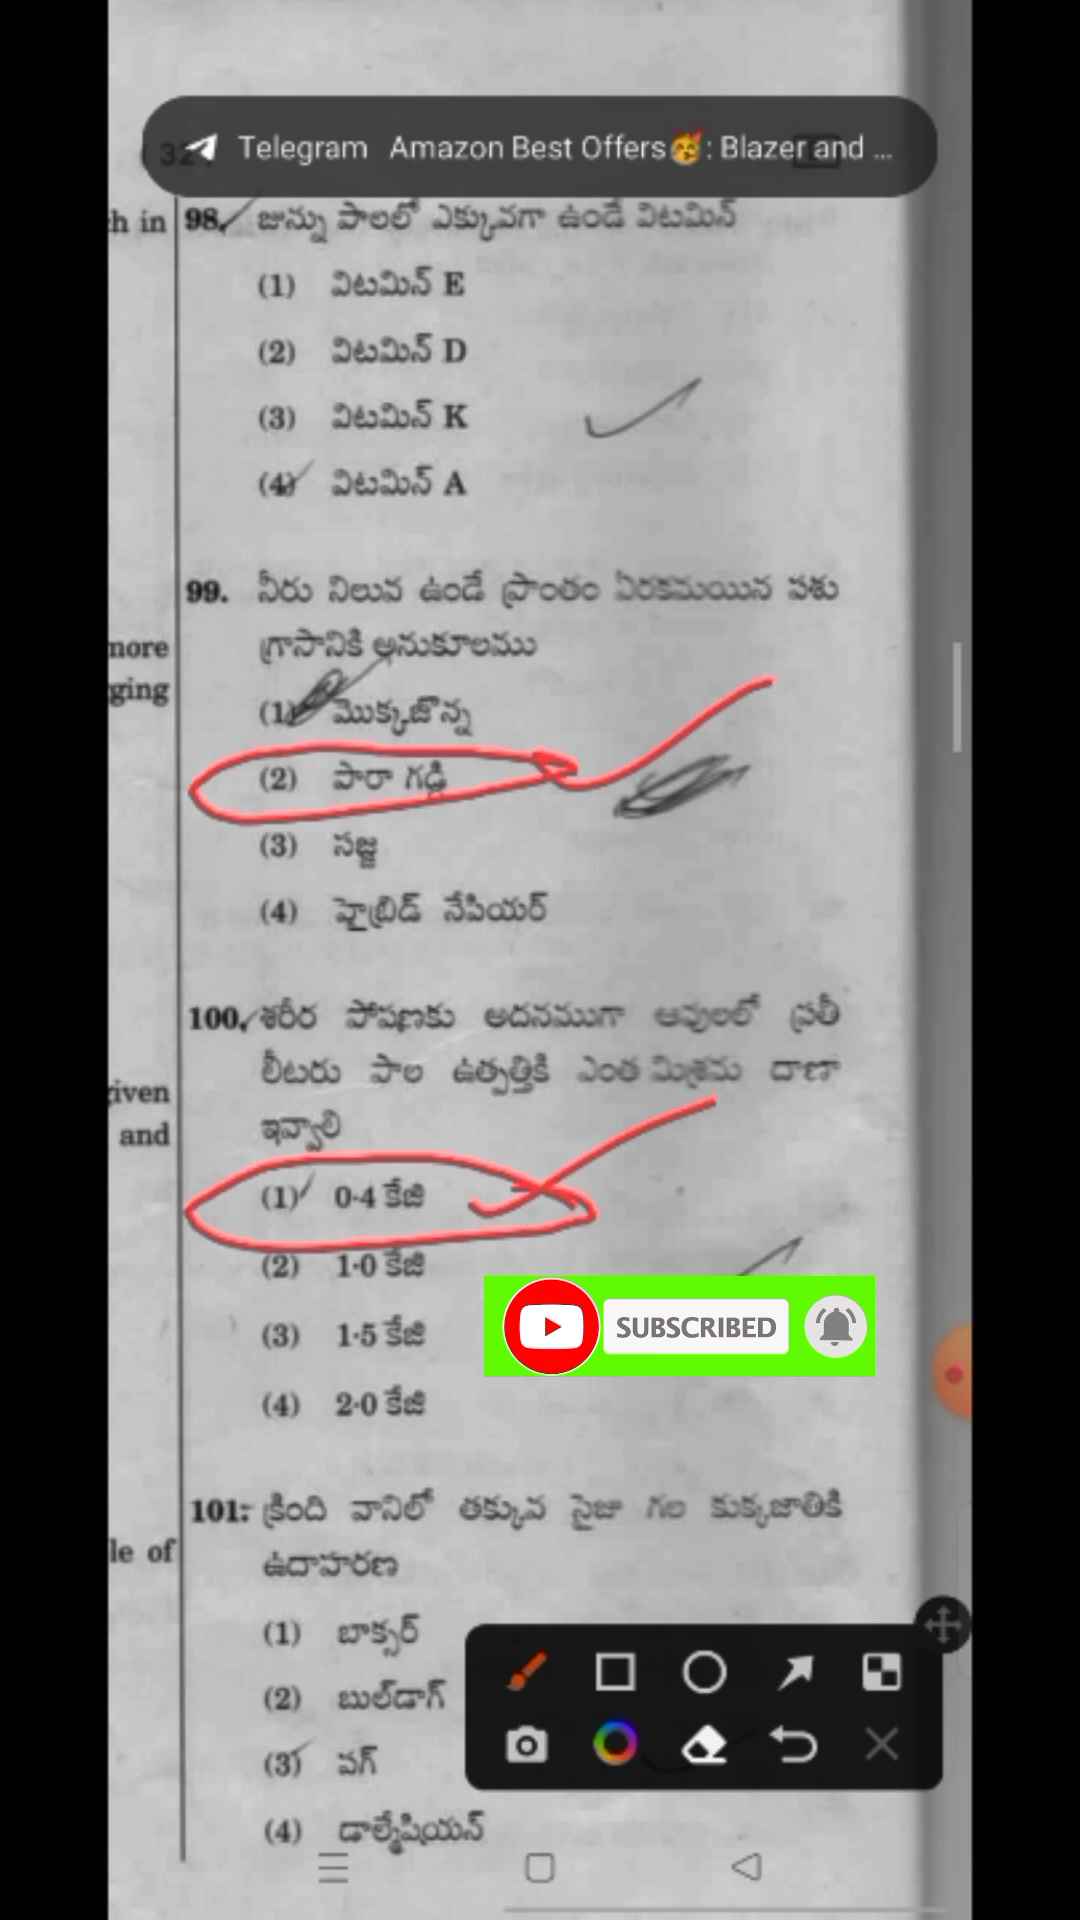 Telegram Amazon Best Offers🥳: Blazer and ...
h in
98. జున్ను పాలలో ఎక్కువగా ఉండే విటమిన్
(1) విటమిన్ E
(2) విటమిన్ D
(3) విటమిన్ K
(4) విటమిన్ A
99. నీరు నిలువ ఉండే ప్రాంతం ఏరకమయిన పశు
గ్రాసానికి అనుకూలము
more
ging
(1) మొక్కజొన్న
(2) పారా గడ్డి
(3) సజ్జ
(4) హైబ్రిడ్ నేపియర్
100. శరీర పోషణకు అదనముగా ఆవులలో ప్రతీ
లీటరు పాల ఉత్పత్తికి ఎంత మిశ్రమ దాణా
given
and
ఇవ్వాలి
(1) 0·4 కేజి
(2) 1·0 కేజి
(3) 1·5 కేజి
(4) 2·0 కేజి
SUBSCRIBED
101. క్రింది వానిలో తక్కువ సైజు గల కుక్కజాతికి
le of
ఉదాహరణ
(1) బాక్సర్
(2) బుల్‌డాగ్
(3) పగ్
(4) డాల్మేషియన్